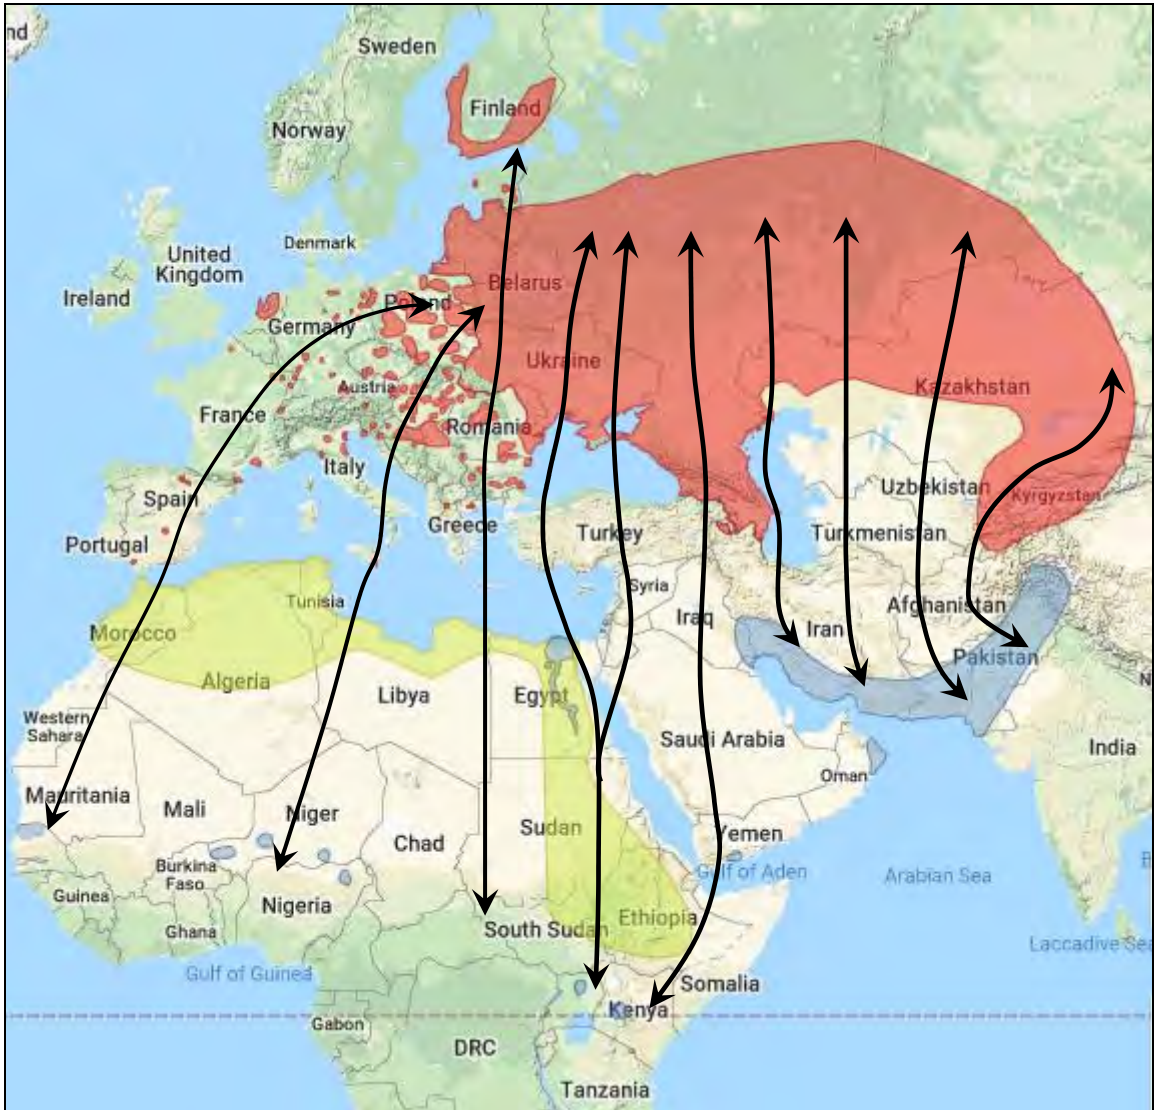 nd
Sweden
Finland
Norway
Denmark
United
Kingdom
Ireland
Belarus
Poland
Germany
Ukraine
Austria
Kazakhstan
France
Romania
Italy
Uzbekistan
Kyrgyzstan
Spain
Greece
Turkey
Turkmenistan
Portugal
Syria
Tunisia
Afghanistan
Iraq
Morocco
Iran
Pakistan
Algeria
N
Libya
Egypt
Western
Sahara
Saudi Arabia
India
Oman
Mauritania
Mali
Niger
Sudan
Yemen
Chad
Burkina
Faso
Gulf of Aden
Arabian Sea
Guinea
Nigeria
Ethiopia
Ghana
South Sudan
Laccadive Sea
Gulf of Guinea
Somalia
Kenya
Gabon
DRC
Tanzania